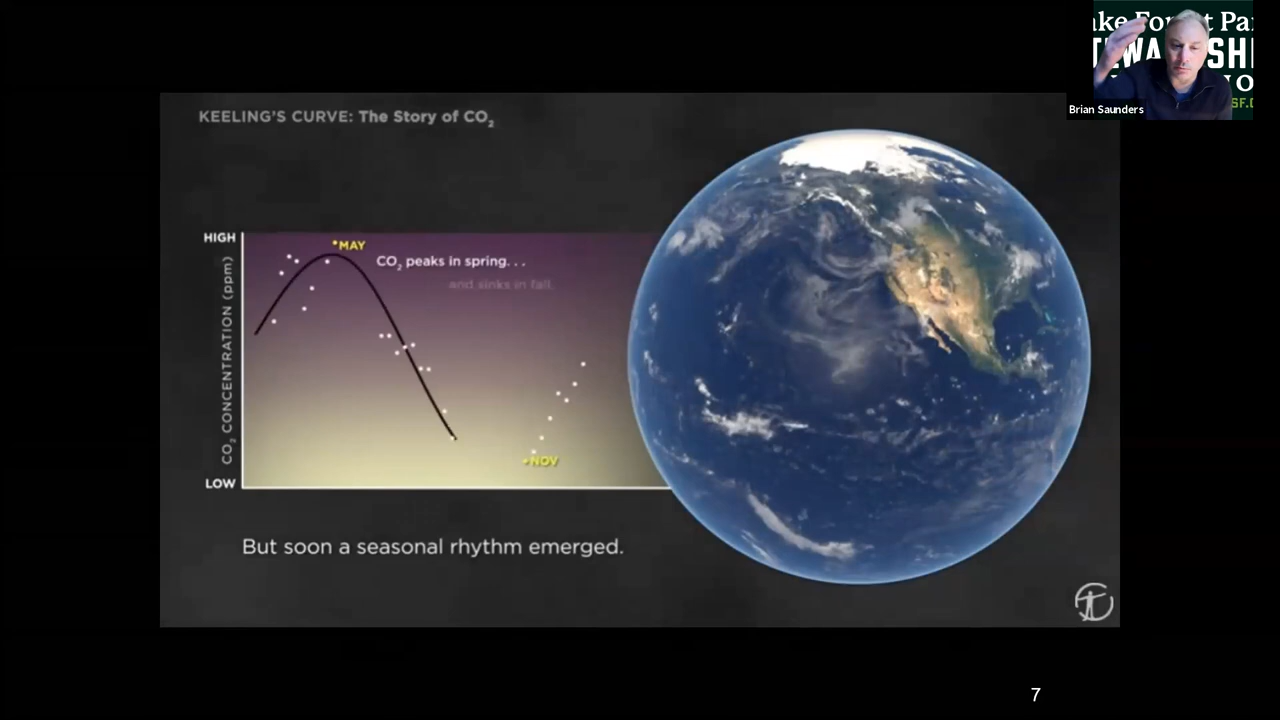 KEELING'S CURVE: The Story of CO₂
HIGH
•MAY
CO₂ peaks in spring. . .
and sinks in fall.
CO₂ CONCENTRATION (ppm)
•NOV
LOW
But soon a seasonal rhythm emerged.
Brian Saunders
7